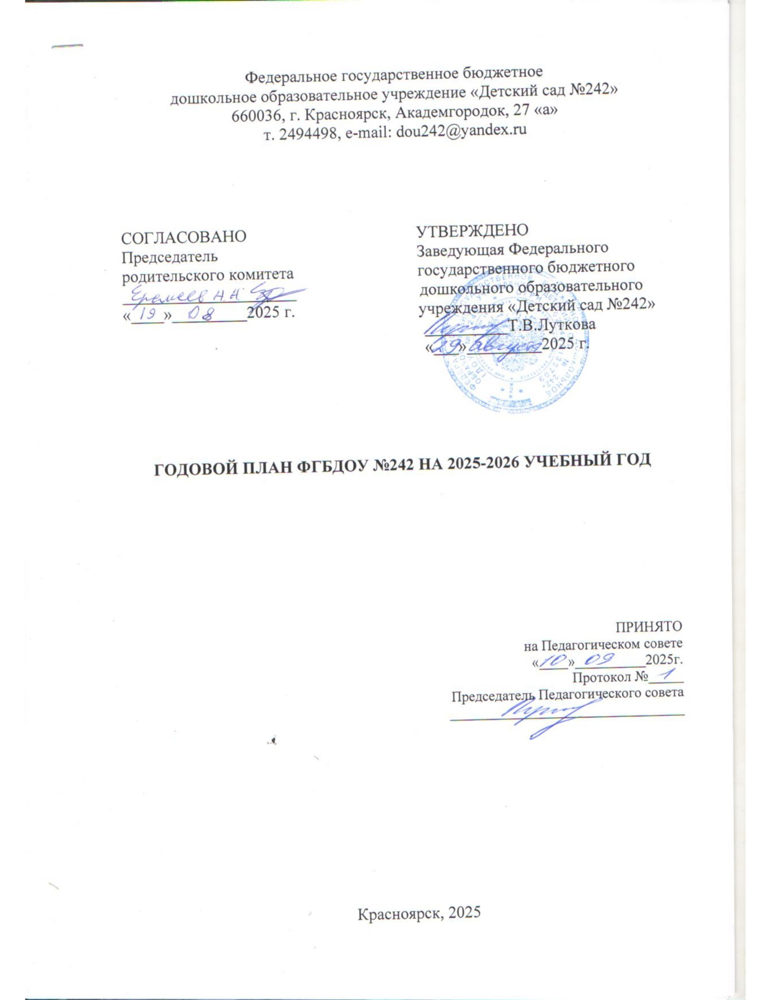 Федеральное государственное бюджетное
дошкольное образовательное учреждение «Детский сад №242»
660036, г. Красноярск, Академгородок, 27 «а»
т. 2494498, e-mail: dou242@yandex.ru
СОГЛАСОВАНО
Председатель
родительского комитета
Еремеев Н.Н.
«19» 08 2025 г.
УТВЕРЖДЕНО
Заведующая Федерального
государственного бюджетного
дошкольного образовательного
учреждения «Детский сад №242»
Т.В.Луткова
«29» августа 2025 г.
ГОДОВОЙ ПЛАН ФГБДОУ №242 НА 2025-2026 УЧЕБНЫЙ ГОД
ПРИНЯТО
на Педагогическом совете
«10» 09 2025г.
Протокол № 1
Председатель Педагогического совета
Красноярск, 2025